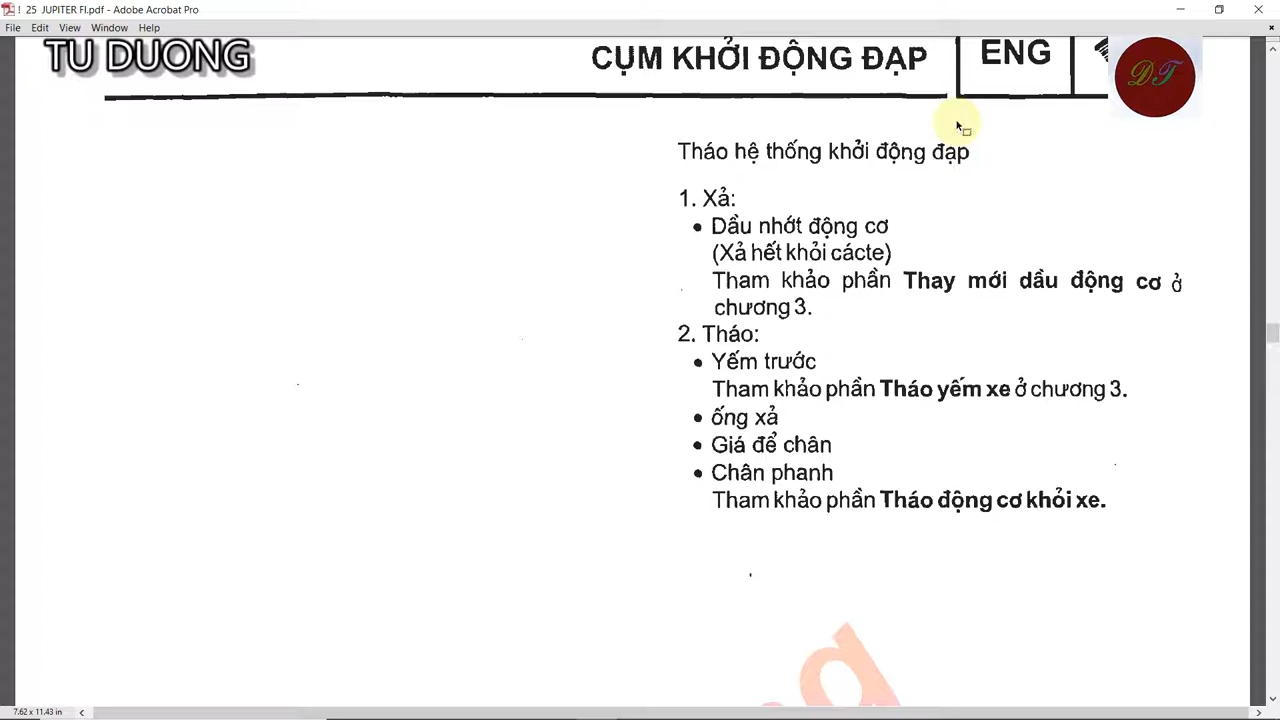 ! 25 JUPITER FI.pdf - Adobe Acrobat Pro
File Edit View Window Help
TU DUONG
CỤM KHỞI ĐỘNG ĐẠP ENG
DT
Tháo hệ thống khởi động đạp
1. Xả:
• Dầu nhớt động cơ
(Xả hết khỏi cácte)
Tham khảo phần Thay mới dầu động cơ ở
chương 3.
2. Tháo:
• Yếm trước
Tham khảo phần Tháo yếm xe ở chương 3.
• ống xả
• Giá để chân
• Chân phanh
Tham khảo phần Tháo động cơ khỏi xe.
7.62 x 11.43 in